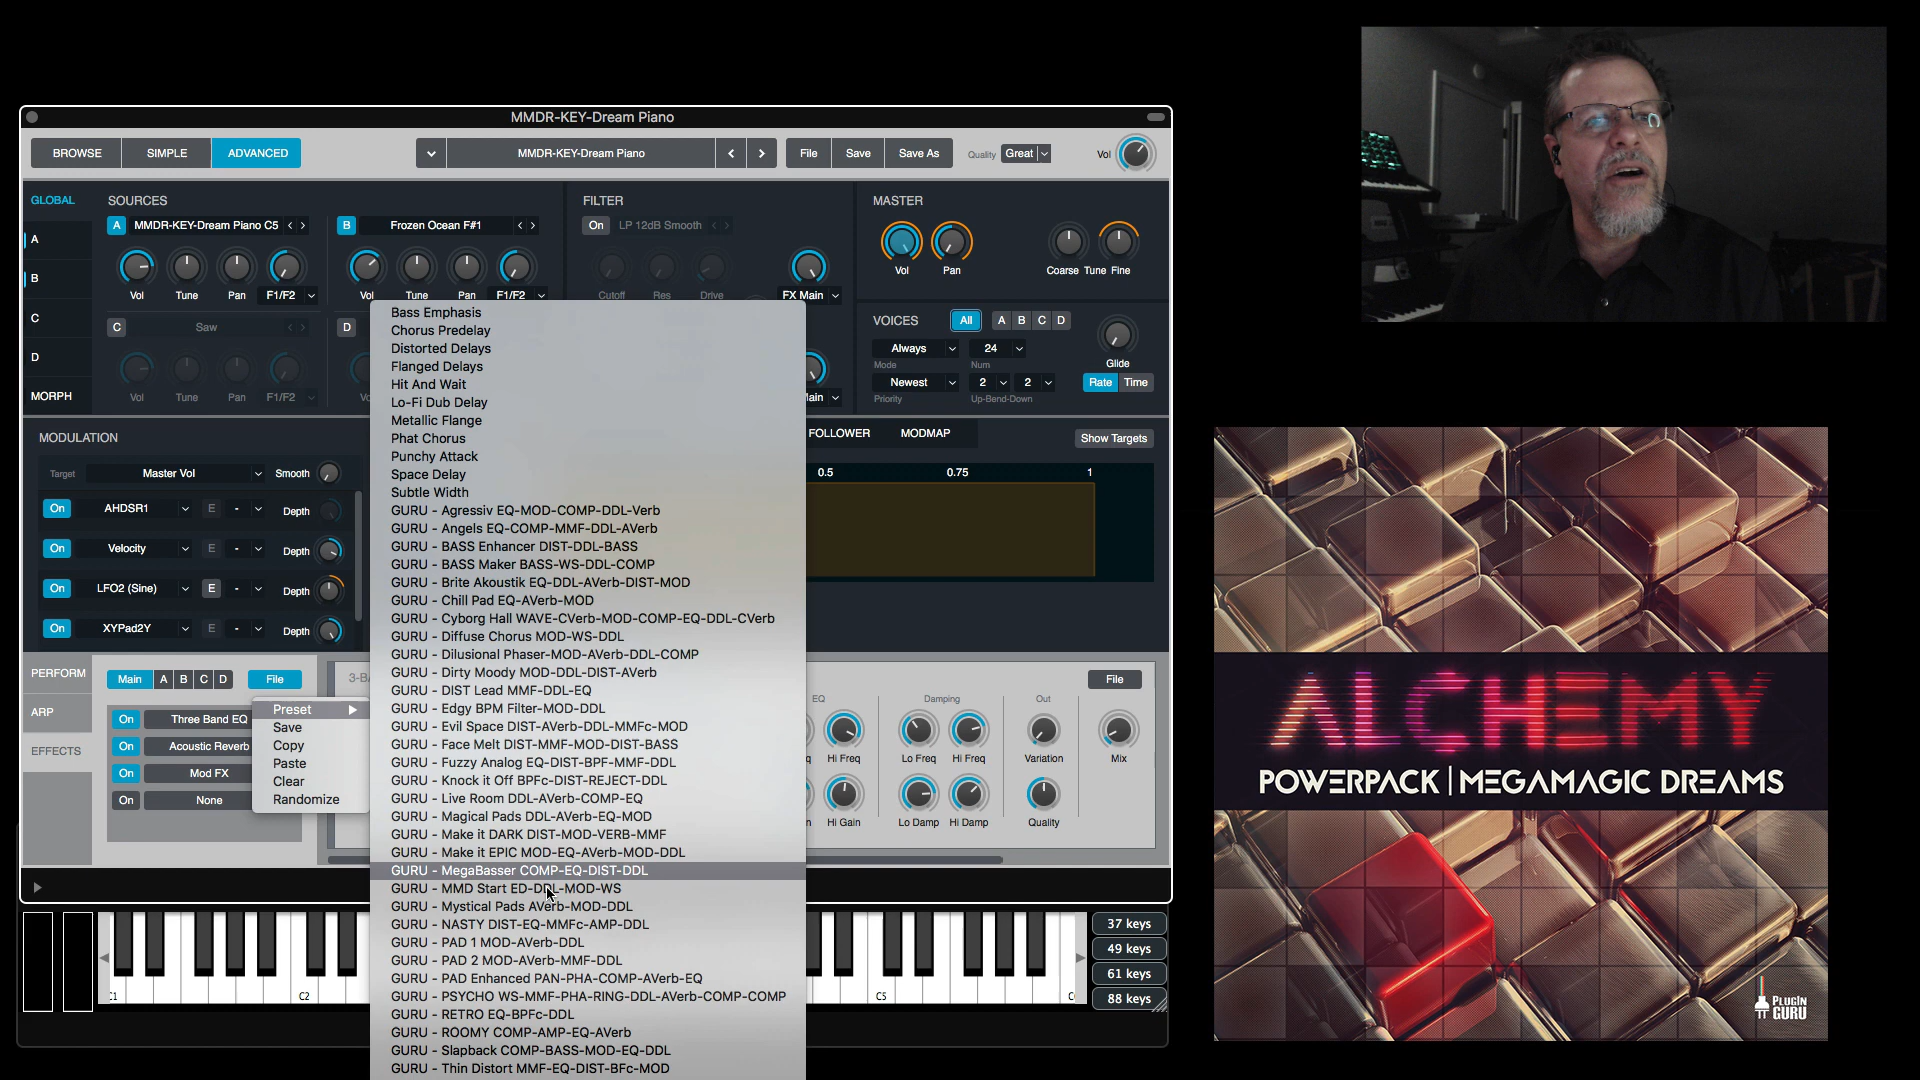 MMDR-KEY-Dream Piano
BROWSE SIMPLE ADVANCED MMDR-KEY-Dream Piano File Save Save As Quality Great Vol
GLOBAL SOURCES FILTER MASTER
A MMDR-KEY-Dream Piano C5 B Frozen Ocean F#1 On LP 12dB Smooth
A
B
C
D
MORPH
Vol Tune Pan F1/F2 Vol Tune Pan F1/F2 Cutoff Res Drive FX Main
Vol Pan Coarse Tune Fine
C Saw D
Vol Tune Pan F1/F2
VOICES All A B C D
Always 24 Glide
Mode Num
Newest 2 2 Rate Time
Priority Up-Bend-Down
MODULATION
FOLLOWER MODMAP Show Targets
Target Master Vol Smooth
0.5 0.75 1
On AHDSR1 E - Depth
On Velocity E - Depth
On LFO2 (Sine) E - Depth
On XYPad2Y E - Depth
PERFORM
ARP
EFFECTS
Main A B C D File
On Three Band EQ
On Acoustic Reverb
On Mod FX
On None
Preset
Save
Copy
Paste
Clear
Randomize
Bass Emphasis
Chorus Predelay
Distorted Delays
Flanged Delays
Hit And Wait
Lo-Fi Dub Delay
Metallic Flange
Phat Chorus
Punchy Attack
Space Delay
Subtle Width
GURU - Agressiv EQ-MOD-COMP-DDL-Verb
GURU - Angels EQ-COMP-MMF-DDL-AVerb
GURU - BASS Enhancer DIST-DDL-BASS
GURU - BASS Maker BASS-WS-DDL-COMP
GURU - Brite Akoustik EQ-DDL-AVerb-DIST-MOD
GURU - Chill Pad EQ-AVerb-MOD
GURU - Cyborg Hall WAVE-CVerb-MOD-COMP-EQ-DDL-CVerb
GURU - Diffuse Chorus MOD-WS-DDL
GURU - Dilusional Phaser-MOD-AVerb-DDL-COMP
GURU - Dirty Moody MOD-DDL-DIST-AVerb
GURU - DIST Lead MMF-DDL-EQ
GURU - Edgy BPM Filter-MOD-DDL
GURU - Evil Space DIST-AVerb-DDL-MMFc-MOD
GURU - Face Melt DIST-MMF-MOD-DIST-BASS
GURU - Fuzzy Analog EQ-DIST-BPF-MMF-DDL
GURU - Knock it Off BPFc-DIST-REJECT-DDL
GURU - Live Room DDL-AVerb-COMP-EQ
GURU - Magical Pads DDL-AVerb-EQ-MOD
GURU - Make it DARK DIST-MOD-VERB-MMF
GURU - Make it EPIC MOD-EQ-AVerb-MOD-DDL
GURU - MegaBasser COMP-EQ-DIST-DDL
GURU - MMD Start ED-DDL-MOD-WS
GURU - Mystical Pads AVerb-MOD-DDL
GURU - NASTY DIST-EQ-MMFc-AMP-DDL
GURU - PAD 1 MOD-AVerb-DDL
GURU - PAD 2 MOD-AVerb-MMF-DDL
GURU - PAD Enhanced PAN-PHA-COMP-AVerb-EQ
GURU - PSYCHO WS-MMF-PHA-RING-DDL-AVerb-COMP-COMP
GURU - RETRO EQ-BPFc-DDL
GURU - ROOMY COMP-AMP-EQ-AVerb
GURU - Slapback COMP-BASS-MOD-EQ-DDL
GURU - Thin Distort MMF-EQ-DIST-BFc-MOD
File
EQ Damping Out
Hi Freq Lo Freq Hi Freq Variation Mix
Hi Gain Lo Damp Hi Damp Quality
37 keys
49 keys
61 keys
88 keys
C2 C5
ALCHEMY
POWERPACK | MEGAMAGIC DREAMS
PLUGIN
GURU